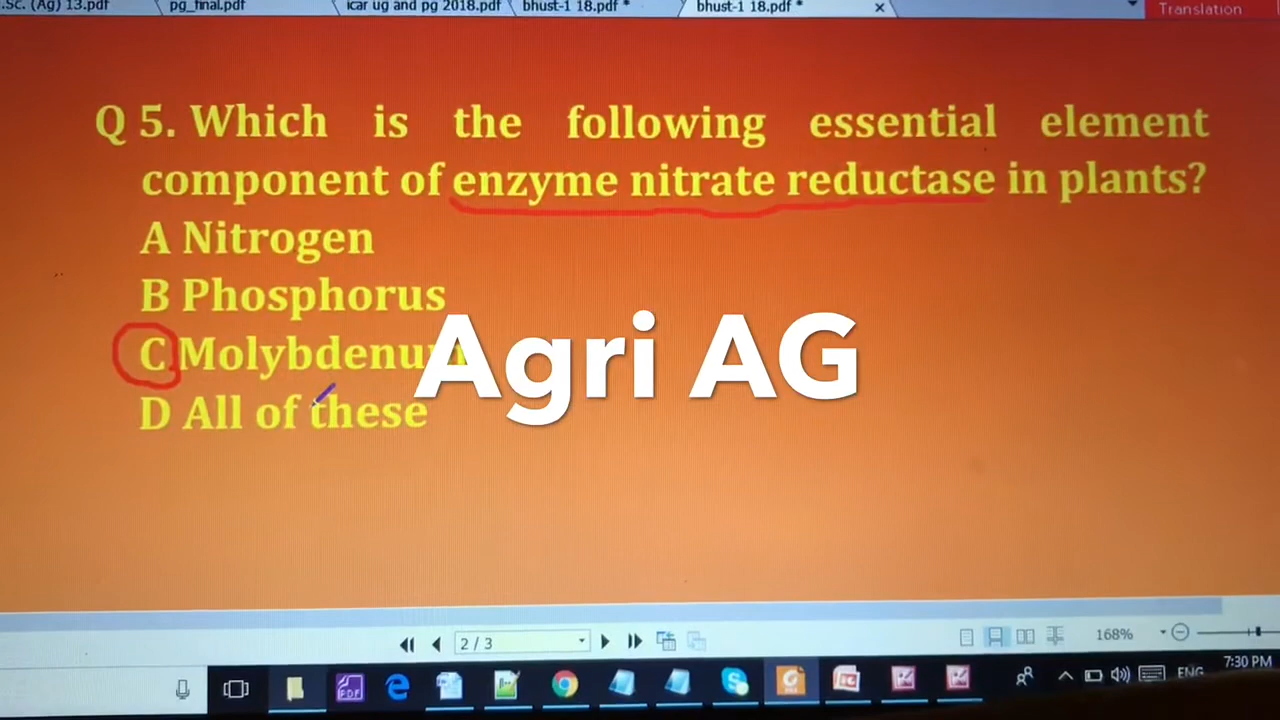 .Sc. (Ag) 13.pdf
pg_final.pdf
icar ug and pg 2018.pdf
bhust-1 18.pdf *
bhust-1 18.pdf *
Translation
Q 5. Which is the following essential element
component of enzyme nitrate reductase in plants?
A Nitrogen
B Phosphorus
C Molybdenum
D All of these
Agri AG
2 / 3
168%
ENG
7:30 PM